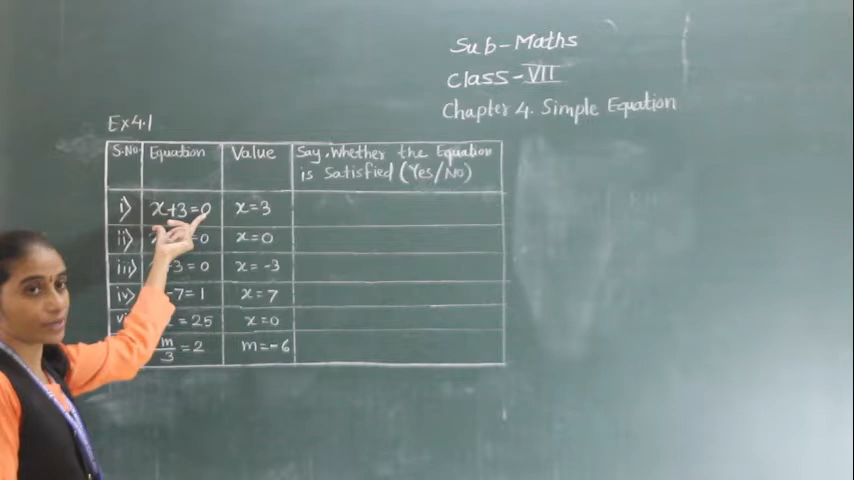 Sub-Maths
Class-VII
Chapter 4. Simple Equation
Ex 4.1
S.No Equation Value Say, Whether the Equation is Satisfied (Yes/No)
i) x+3=0 x=3
ii) =0 x=0
iii) -3=0 x=-3
iv) -7=1 x=7
= 25 x=0
m/3 = 2 m=-6